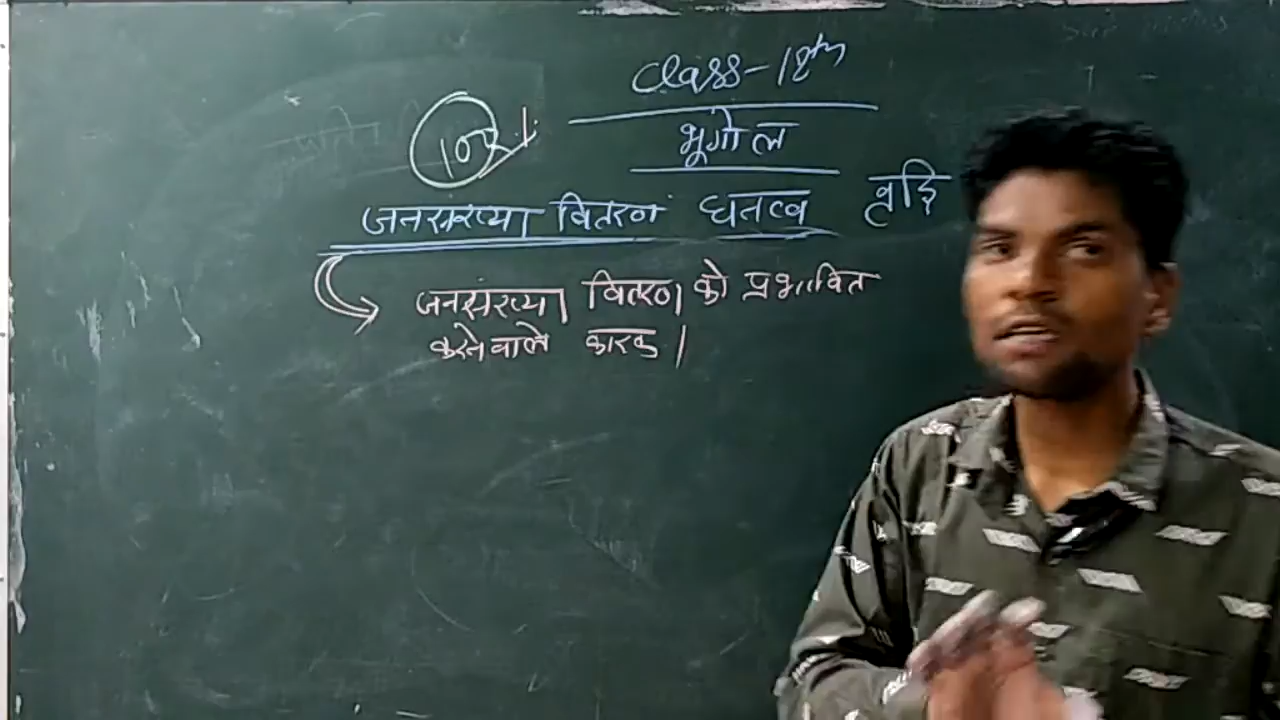 Class-12th
भूगोल
जनसंख्या वितरण घनत्व वृद्धि
जनसंख्या वितरण को प्रभावित
करने वाले कारक |